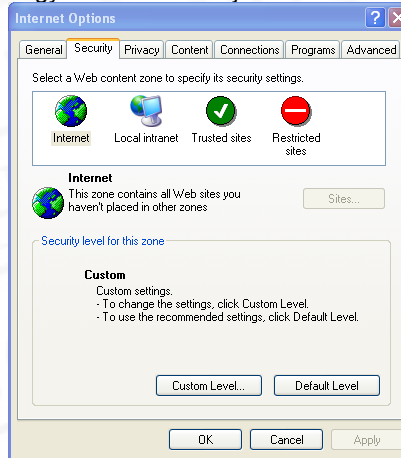 Internet Options
General Security Privacy Content Connections Programs Advanced
Select a Web content zone to specify its security settings.
Internet Local intranet Trusted sites Restricted
sites
Internet
This zone contains all Web sites you
haven't placed in other zones
Sites...
Security level for this zone
Custom
Custom settings.
- To change the settings, click Custom Level.
- To use the recommended settings, click Default Level.
Custom Level... Default Level
OK Cancel Apply